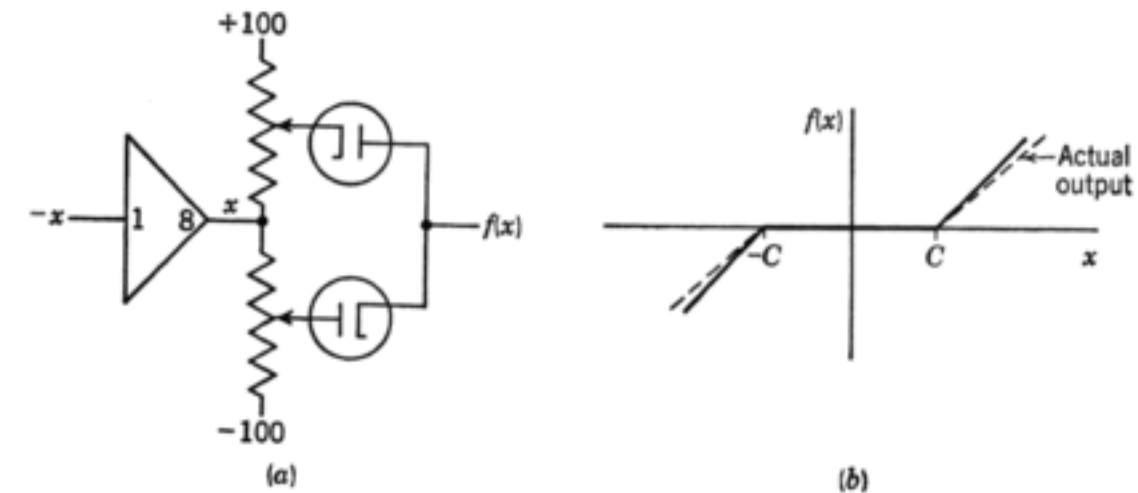 +100
-x 1 8 x
f(x)
-100
(a)
f(x)
Actual
output
-C C x
(b)